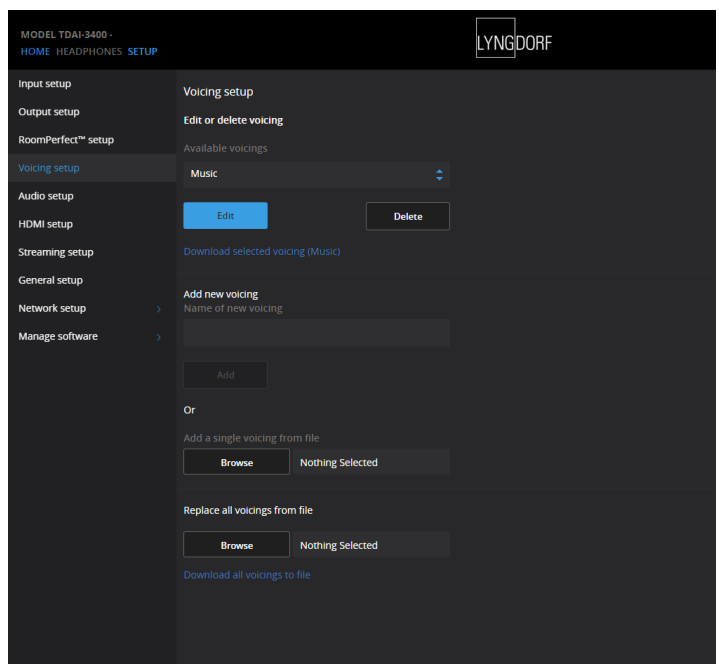 MODEL TDAI-3400 -
HOME HEADPHONES SETUP
LYNGDORF
Input setup
Output setup
RoomPerfect™ setup
Voicing setup
Audio setup
HDMI setup
Streaming setup
General setup
Network setup
Manage software
Voicing setup
Edit or delete voicing
Available voicings
Music
Edit Delete
Download selected voicing (Music)
Add new voicing
Name of new voicing
Add
Or
Add a single voicing from file
Browse Nothing Selected
Replace all voicings from file
Browse Nothing Selected
Download all voicings to file